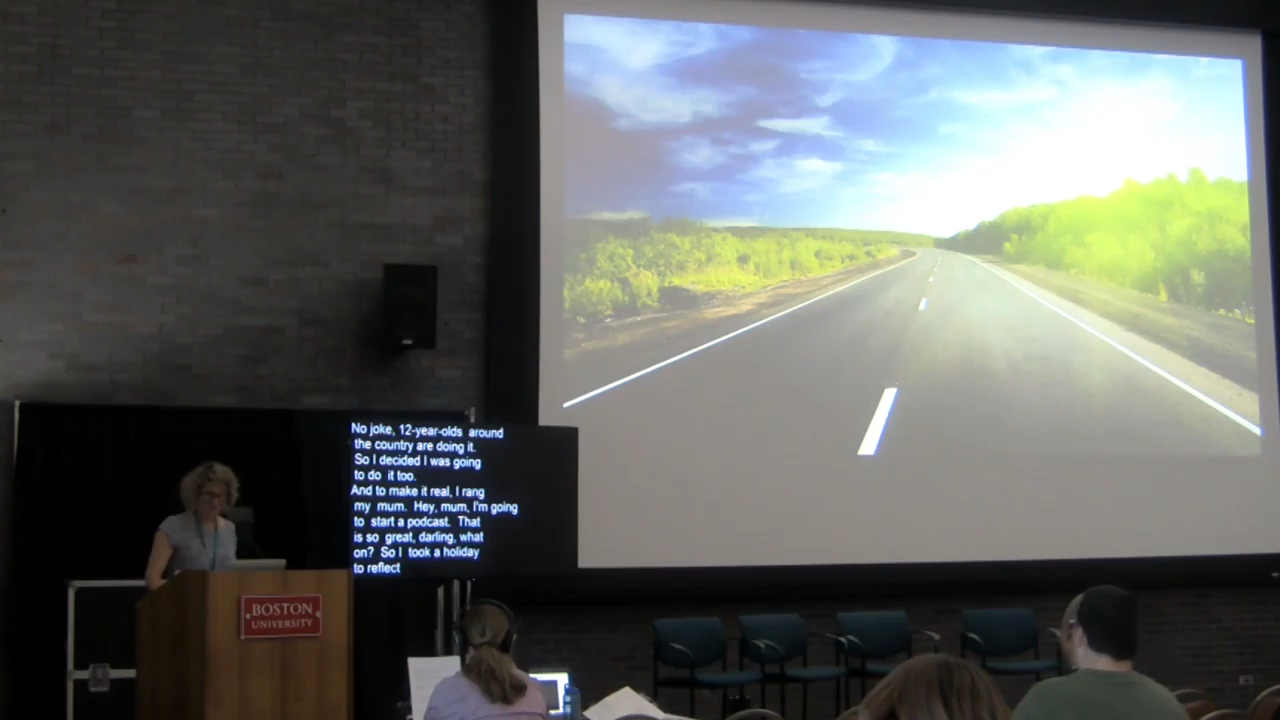 No joke, 12-year-olds around
the country are doing it.
So I decided I was going
to do it too.
And to make it real, I rang
my mum. Hey, mum, I'm going
to start a podcast. That
is so great, darling, what
on? So I took a holiday
to reflect
BOSTON
UNIVERSITY